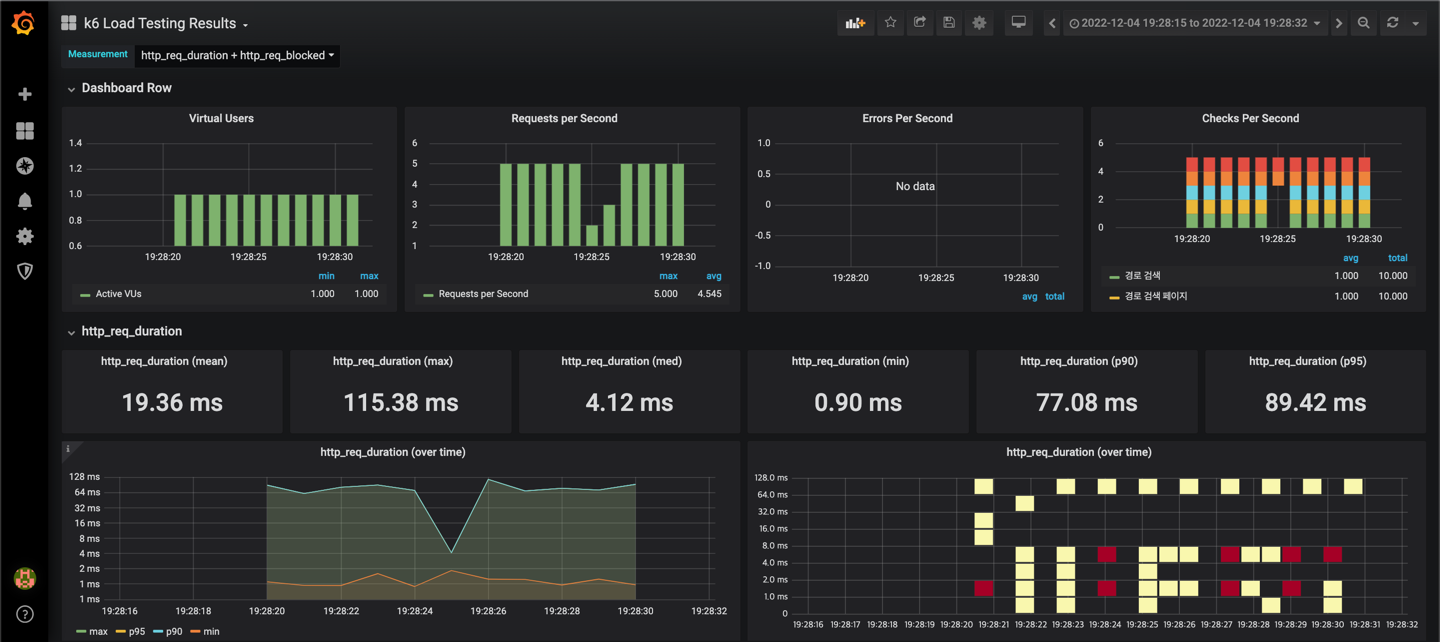 k6 Load Testing Results
2022-12-04 19:28:15 to 2022-12-04 19:28:32
Measurement http_req_duration + http_req_blocked
Dashboard Row
Virtual Users
1.4
1.2
1.0
0.8
0.6
19:28:20 19:28:25 19:28:30
min max
Active VUs 1.000 1.000
Requests per Second
6
5
4
3
2
1
19:28:20 19:28:25 19:28:30
max avg
Requests per Second 5.000 4.545
Errors Per Second
1.0
0.5
No data
0
-0.5
-1.0
19:28:20 19:28:25 19:28:30
avg total
Checks Per Second
6
4
2
0
19:28:20 19:28:25 19:28:30
avg total
경로 검색 1.000 10.000
경로 검색 페이지 1.000 10.000
http_req_duration
http_req_duration (mean)
19.36 ms
http_req_duration (max)
115.38 ms
http_req_duration (med)
4.12 ms
http_req_duration (min)
0.90 ms
http_req_duration (p90)
77.08 ms
http_req_duration (p95)
89.42 ms
i
http_req_duration (over time)
128 ms
64 ms
32 ms
16 ms
8 ms
4 ms
2 ms
1 ms
1 ms
19:28:16 19:28:18 19:28:20 19:28:22 19:28:24 19:28:26 19:28:28 19:28:30 19:28:32
max p95 p90 min
http_req_duration (over time)
128.0 ms
64.0 ms
32.0 ms
16.0 ms
8.0 ms
4.0 ms
2.0 ms
1.0 ms
0
19:28:16 19:28:17 19:28:18 19:28:19 19:28:20 19:28:21 19:28:22 19:28:23 19:28:24 19:28:25 19:28:26 19:28:27 19:28:28 19:28:29 19:28:30 19:28:31 19:28:32